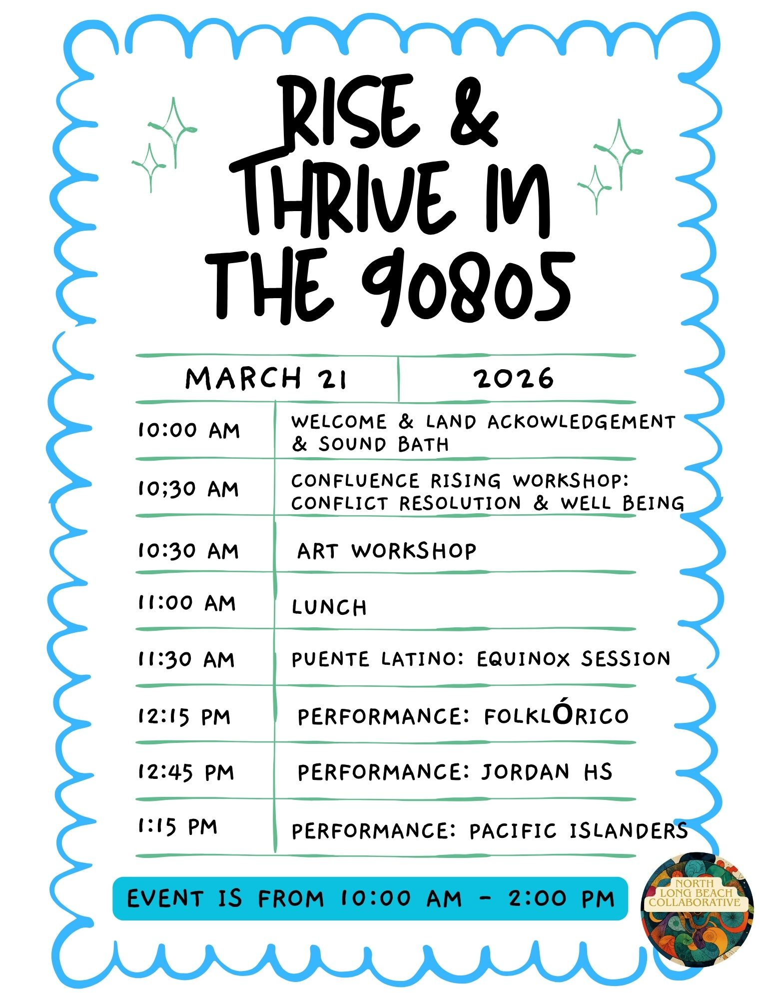 RISE &
THRIVE IN
THE 90805
MARCH 21 2026
10:00 AM WELCOME & LAND ACKOWLEDGEMENT
& SOUND BATH
10;30 AM CONFLUENCE RISING WORKSHOP:
CONFLICT RESOLUTION & WELL BEING
10:30 AM ART WORKSHOP
11:00 AM LUNCH
11:30 AM PUENTE LATINO: EQUINOX SESSION
12:15 PM PERFORMANCE: FOLKLÓRICO
12:45 PM PERFORMANCE: JORDAN HS
1:15 PM PERFORMANCE: PACIFIC ISLANDERS
EVENT IS FROM 10:00 AM - 2:00 PM
NORTH
LONG BEACH
COLLABORATIVE